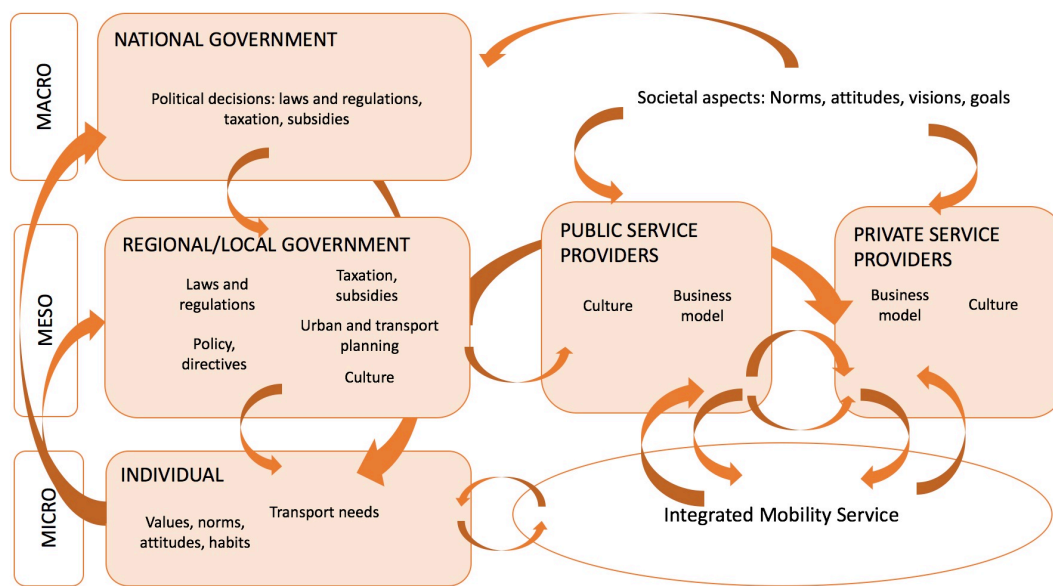 MACRO
NATIONAL GOVERNMENT
Political decisions: laws and regulations,
taxation, subsidies
Societal aspects: Norms, attitudes, visions, goals
MESO
REGIONAL/LOCAL GOVERNMENT
Laws and
regulations
Taxation,
subsidies
Policy,
directives
Urban and transport
planning
Culture
PUBLIC SERVICE
PROVIDERS
Culture
Business
model
PRIVATE SERVICE
PROVIDERS
Business
model
Culture
MICRO
INDIVIDUAL
Values, norms,
attitudes, habits
Transport needs
Integrated Mobility Service